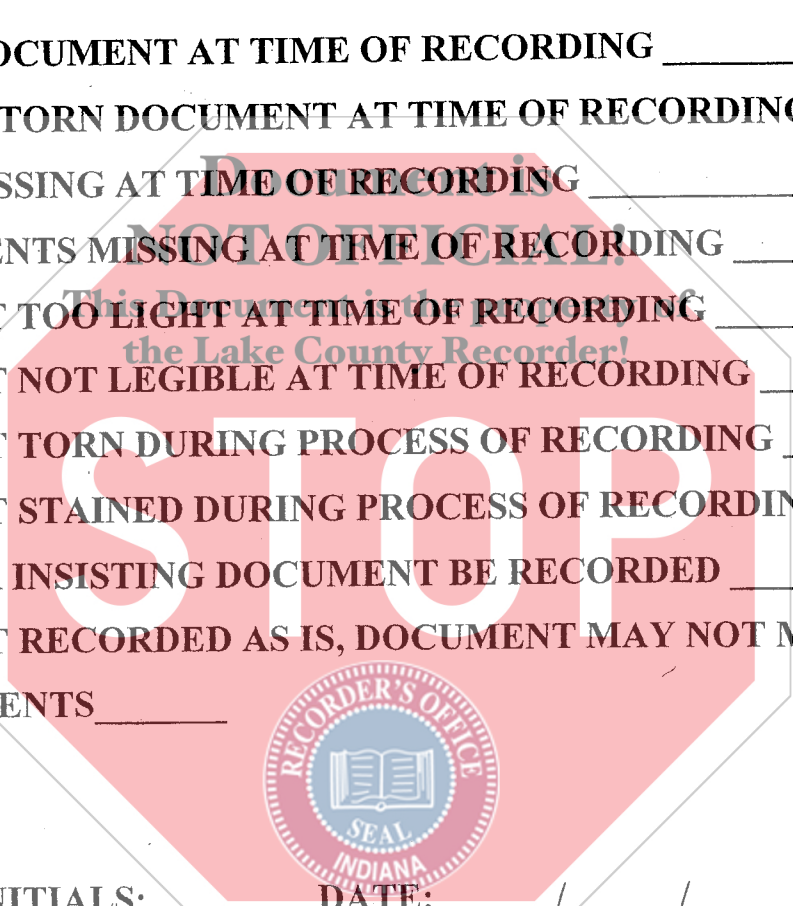 OCUMENT AT TIME OF RECORDING
TORN DOCUMENT AT TIME OF RECORDING
Document is
SSING AT TIME OF RECORDING
NOT OFFICIAL!
ENTS MISSING AT TIME OF RECORDING
This Document is the property of
T TOO LIGHT AT TIME OF RECORDING
the Lake County Recorder!
T NOT LEGIBLE AT TIME OF RECORDING
STOP
T TORN DURING PROCESS OF RECORDING
T STAINED DURING PROCESS OF RECORDIN
INSISTING DOCUMENT BE RECORDED
T RECORDED AS IS, DOCUMENT MAY NOT M
ENTS
RECORDER'S OFFICE
SEAL
INDIANA
NITIALS: DATE: / /